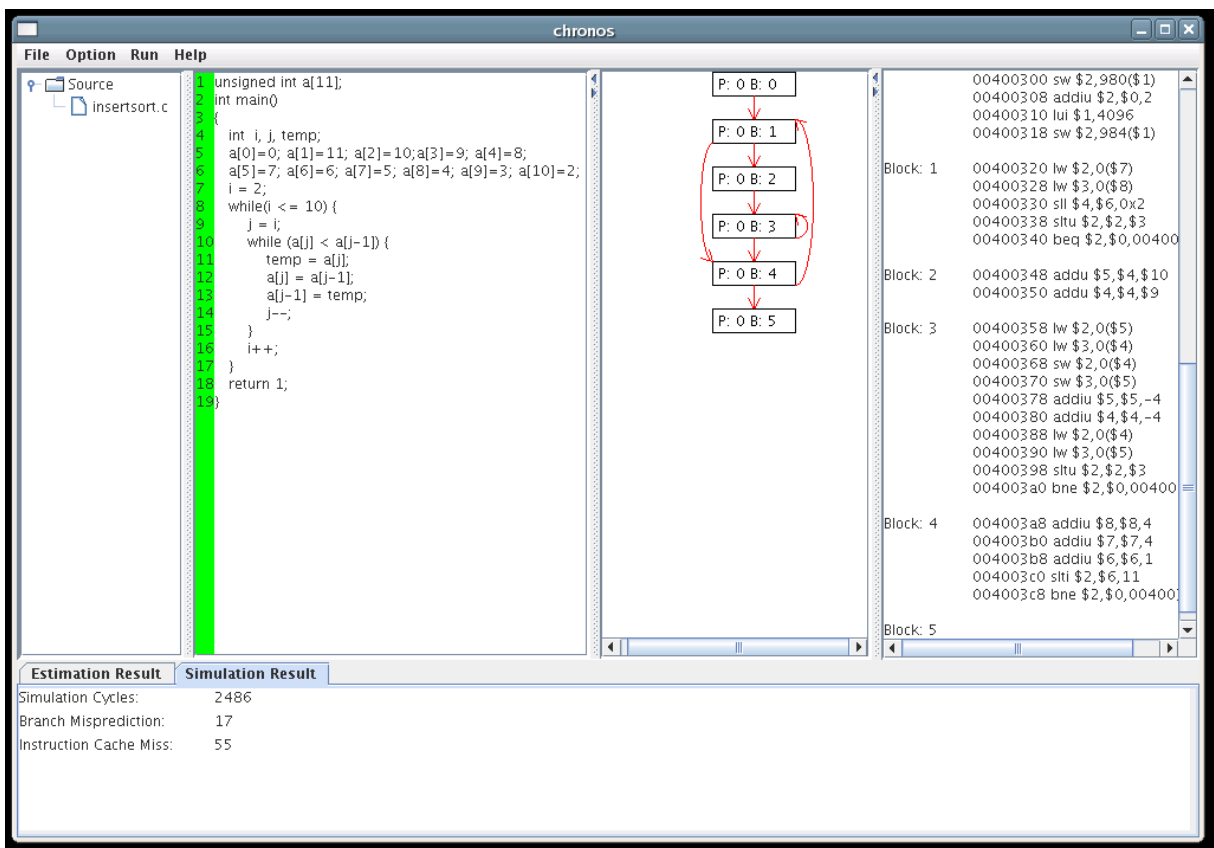 chronos
File Option Run Help
Source
insertsort.c
1 unsigned int a[11];
2 int main()
3 {
4 int i, j, temp;
5 a[0]=0; a[1]=11; a[2]=10;a[3]=9; a[4]=8;
6 a[5]=7; a[6]=6; a[7]=5; a[8]=4; a[9]=3; a[10]=2;
7 i = 2;
8 while(i <= 10) {
9 j = i;
10 while (a[j] < a[j-1]) {
11 temp = a[j];
12 a[j] = a[j-1];
13 a[j-1] = temp;
14 j--;
15 }
16 i++;
17 }
18 return 1;
19}
P: 0 B: 0
P: 0 B: 1
P: 0 B: 2
P: 0 B: 3
P: 0 B: 4
P: 0 B: 5
00400300 sw $2,980($1)
00400308 addiu $2,$0,2
00400310 lui $1,4096
00400318 sw $2,984($1)
Block: 1 00400320 lw $2,0($7)
00400328 lw $3,0($8)
00400330 sll $4,$6,0x2
00400338 sltu $2,$2,$3
00400340 beq $2,$0,00400
Block: 2 00400348 addu $5,$4,$10
00400350 addu $4,$4,$9
Block: 3 00400358 lw $2,0($5)
00400360 lw $3,0($4)
00400368 sw $2,0($4)
00400370 sw $3,0($5)
00400378 addiu $5,$5,-4
00400380 addiu $4,$4,-4
00400388 lw $2,0($4)
00400390 lw $3,0($5)
00400398 sltu $2,$2,$3
004003a0 bne $2,$0,00400
Block: 4 004003a8 addiu $8,$8,4
004003b0 addiu $7,$7,4
004003b8 addiu $6,$6,1
004003c0 slti $2,$6,11
004003c8 bne $2,$0,00400
Block: 5
Estimation Result Simulation Result
Simulation Cycles: 2486
Branch Misprediction: 17
Instruction Cache Miss: 55